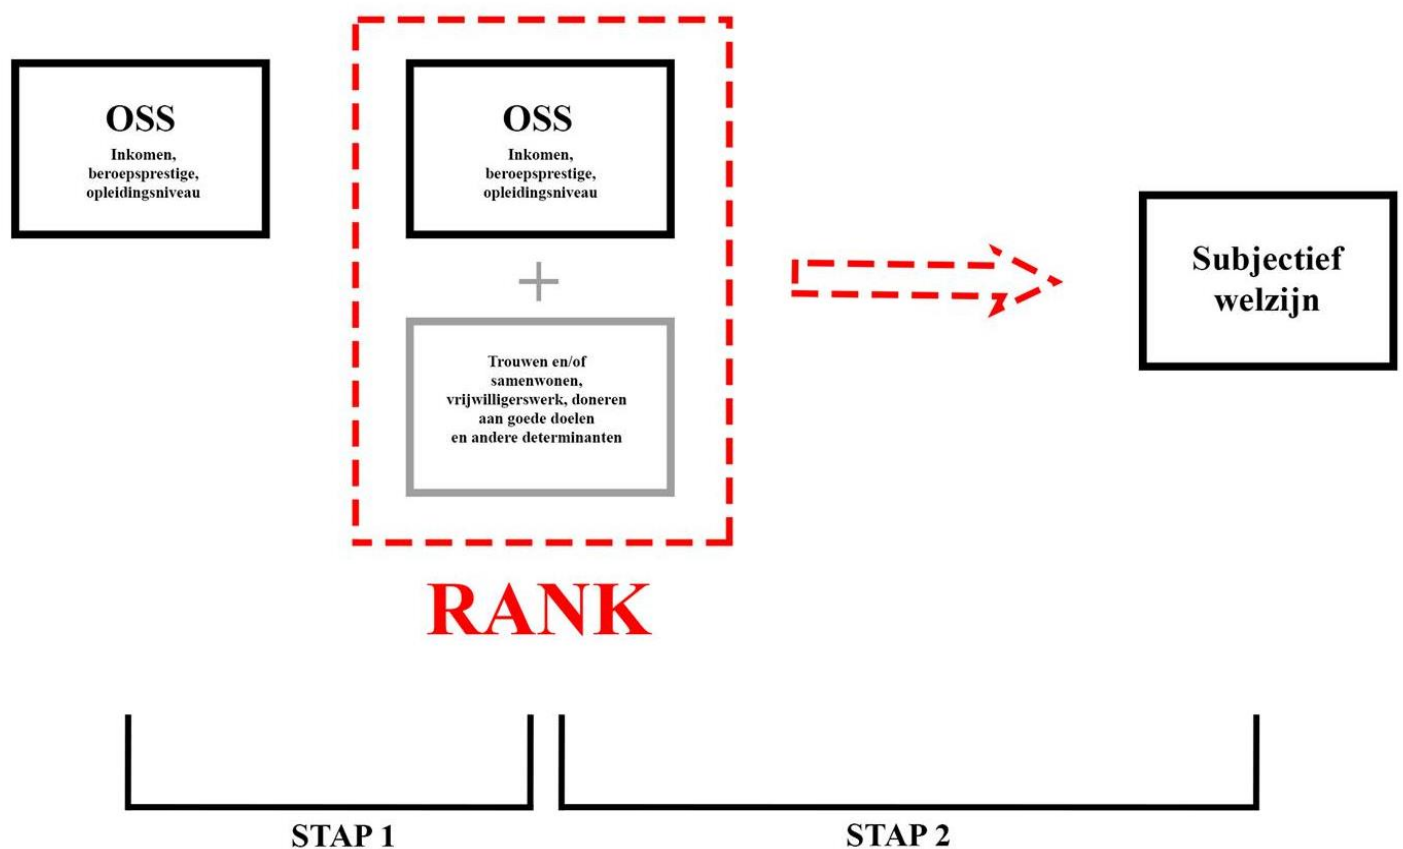 OSS
Inkomen,
beroepsprestige,
opleidingsniveau
OSS
Inkomen,
beroepsprestige,
opleidingsniveau
+
Trouwen en/of
samenwonen,
vrijwilligerswerk, doneren
aan goede doelen
en andere determinanten
RANK
Subjectief
welzijn
STAP 1
STAP 2